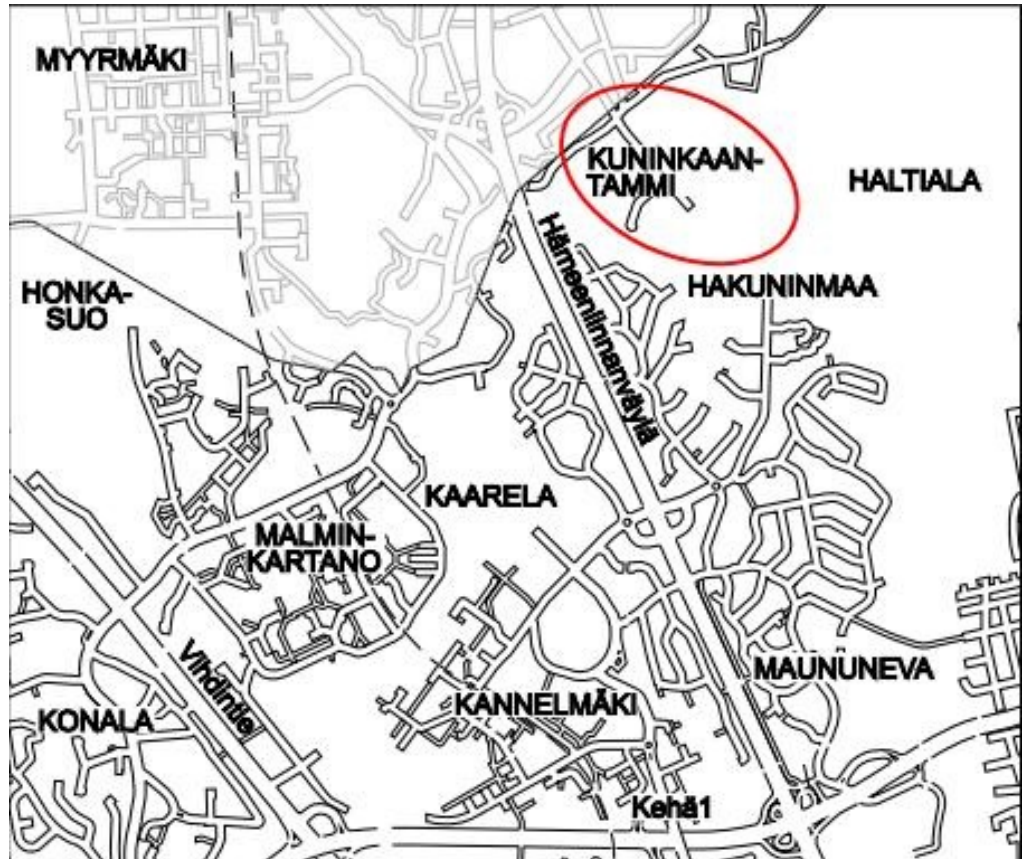 MYYRMÄKI
KUNINKAAN-
TAMMI
HALTIALA
Hämeenlinnanväylä
HONKA-
SUO
HAKUNINMAA
KAARELA
MALMIN-
KARTANO
Vihdintie
MAUNUNEVA
KANNELMÄKI
KONALA
Kehä1